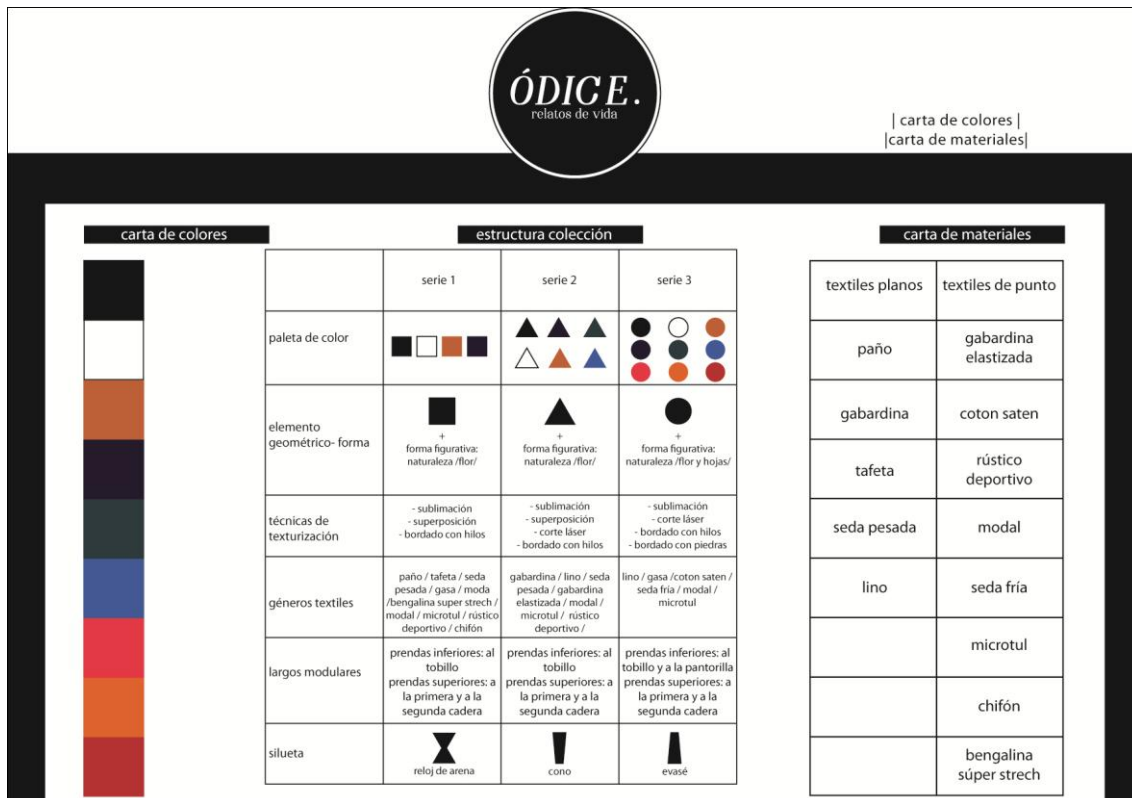 ÓDICE.
relatos de vida
| carta de colores |
|carta de materiales|
carta de colores
estructura colección
carta de materiales
serie 1
serie 2
serie 3
paleta de color
elemento
geométrico- forma
+
forma figurativa:
naturaleza /flor/
+
forma figurativa:
naturaleza /flor/
+
forma figurativa:
naturaleza /flor y hojas/
técnicas de
texturización
- sublimación
- superposición
- bordado con hilos
- sublimación
- superposición
- corte láser
- bordado con hilos
- sublimación
- corte láser
- bordado con hilos
- bordado con piedras
géneros textiles
paño / tafeta / seda
pesada / gasa / moda
/bengalina super strech /
modal / microtul / rústico
deportivo / chifón
gabardina / lino / seda
pesada / gabardina
elastizada / modal /
microtul / rústico
deportivo /
lino / gasa /coton saten /
seda fría / modal /
microtul
largos modulares
prendas inferiores: al
tobillo
prendas superiores: a
la primera y a la
segunda cadera
prendas inferiores: al
tobillo
prendas superiores: a
la primera y a la
segunda cadera
prendas inferiores: al
tobillo y a la pantorilla
prendas superiores: a
la primera y a la
segunda cadera
silueta
reloj de arena
cono
evasé
textiles planos
textiles de punto
paño
gabardina
elastizada
gabardina
coton saten
tafeta
rústico
deportivo
seda pesada
modal
lino
seda fría
microtul
chifón
bengalina
súper strech